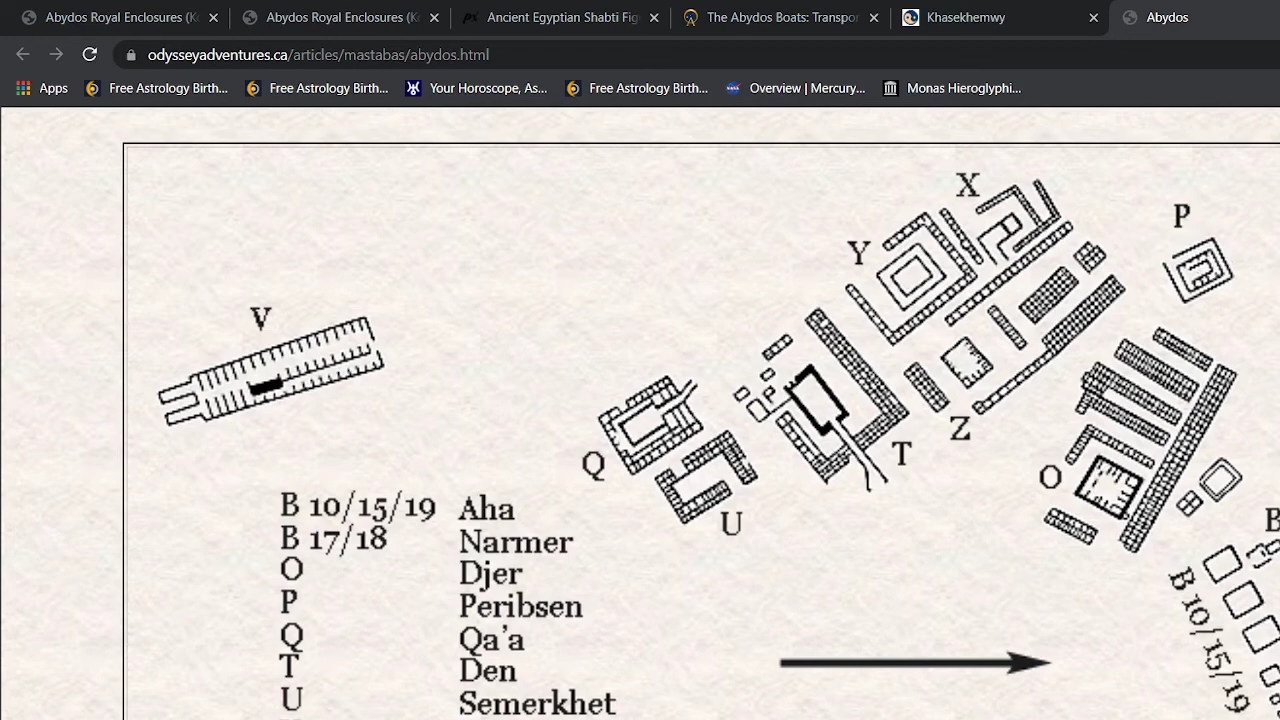 Abydos Royal Enclosures (K
Abydos Royal Enclosures (K
Ancient Egyptian Shabti Fig
The Abydos Boats: Transpor
Khasekhemwy
Abydos
odysseyadventures.ca/articles/mastabas/abydos.html
Apps
Free Astrology Birth...
Free Astrology Birth...
Your Horoscope, As...
Free Astrology Birth...
Overview | Mercury...
Monas Hieroglyphi...
X
P
Y
V
Z
T
Q
O
U
B
B 10/15/19
B 10/15/19 Aha
B 17/18 Narmer
O Djer
P Peribsen
Q Qa'a
T Den
U Semerkhet